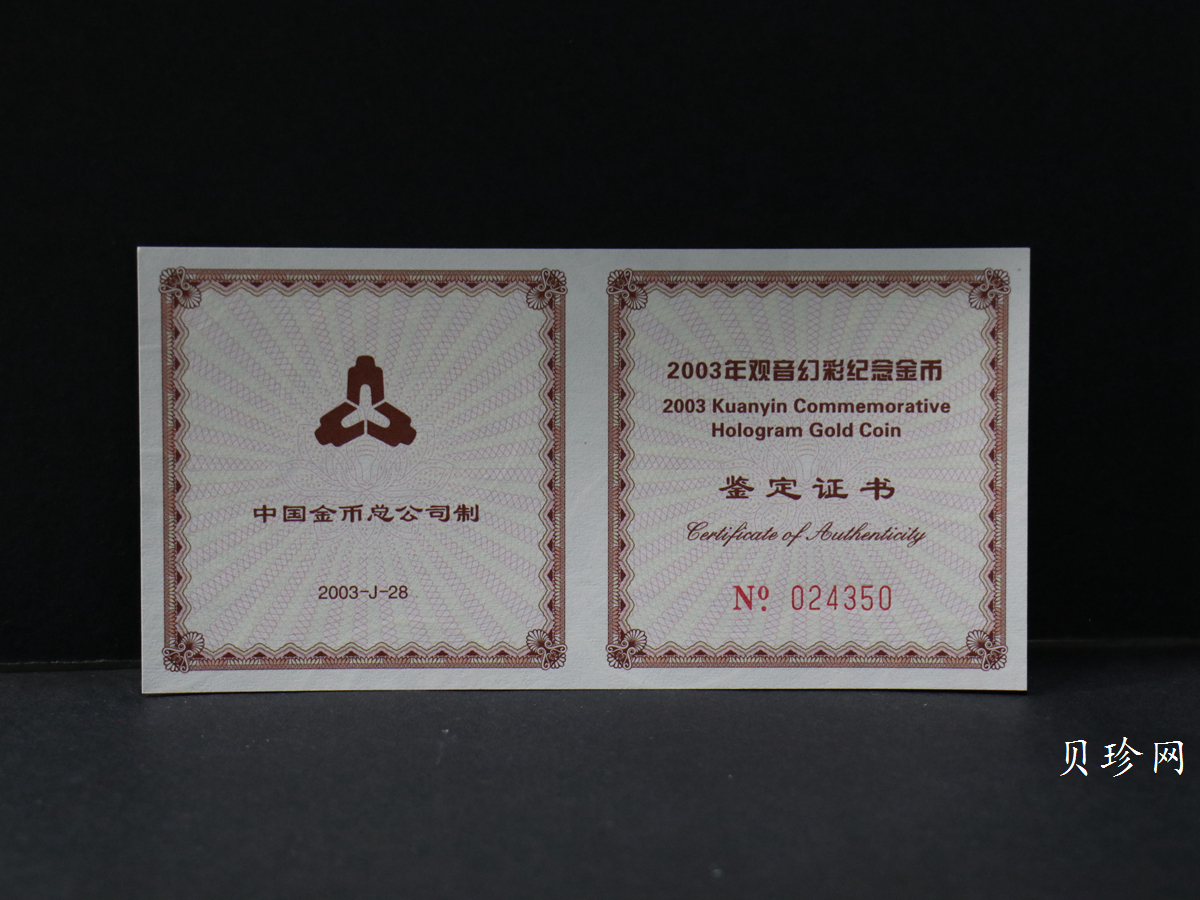 中国金币总公司制
2003-J-28
2003年观音幻彩纪念金币
2003 Kuanyin Commemorative
Hologram Gold Coin
鉴定证书
Certificate of Authenticity
Nº 024350
贝珍网